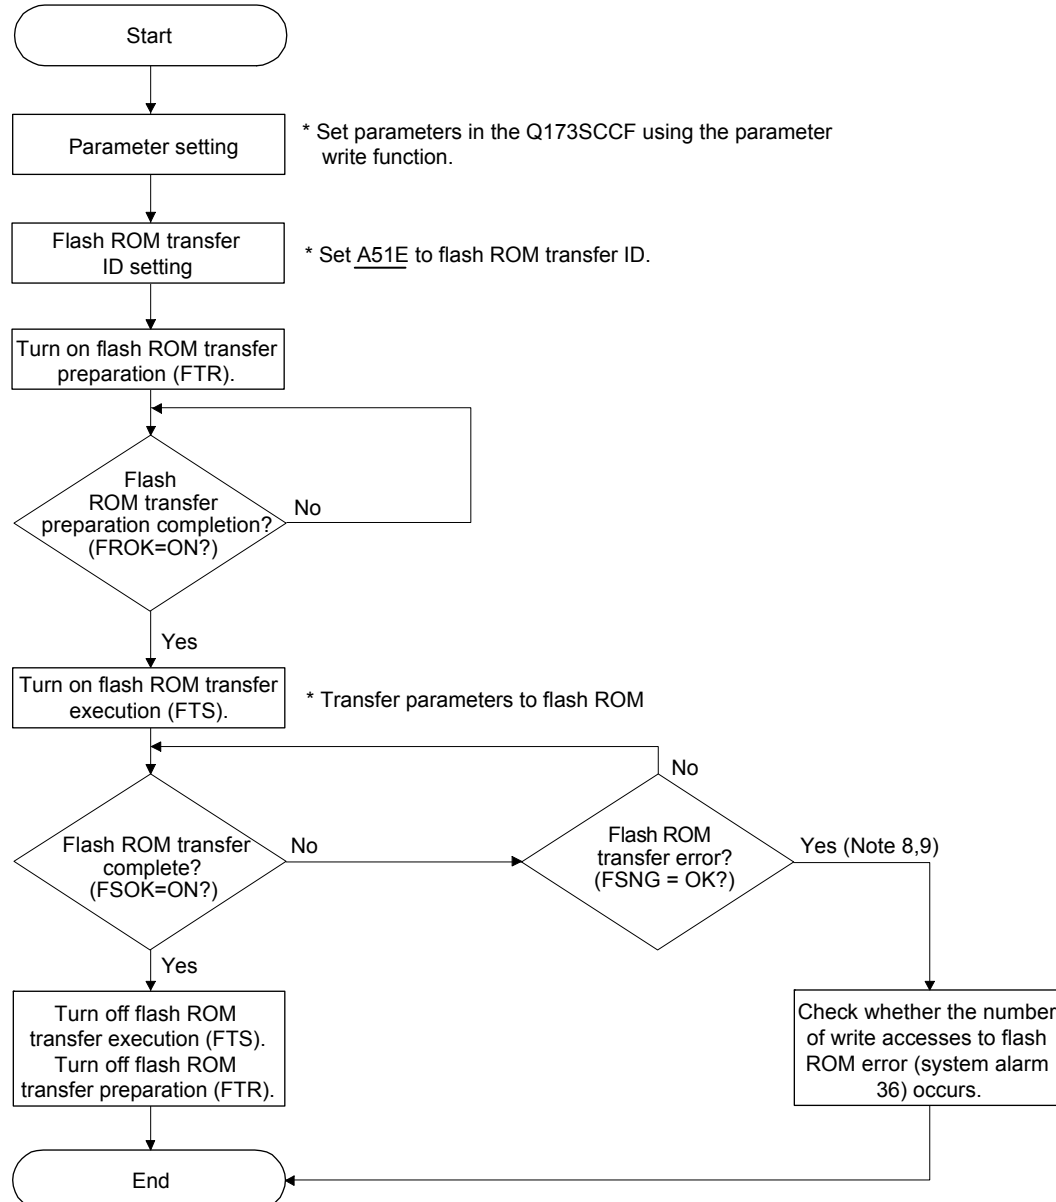 Start
Parameter setting
* Set parameters in the Q173SCCF using the parameter
write function.
Flash ROM transfer
ID setting
* Set A51E to flash ROM transfer ID.
Turn on flash ROM transfer
preparation (FTR).
Flash
ROM transfer
preparation completion?
(FROK=ON?)
No
Yes
Turn on flash ROM transfer
execution (FTS).
* Transfer parameters to flash ROM
No
Flash ROM transfer
complete?
(FSOK=ON?)
No
Flash ROM
transfer error?
(FSNG = OK?)
Yes (Note 8,9)
Yes
Turn off flash ROM
transfer execution (FTS).
Turn off flash ROM
transfer preparation (FTR).
Check whether the number
of write accesses to flash
ROM error (system alarm
36) occurs.
End